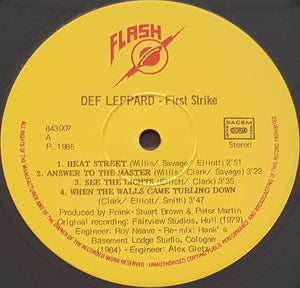 FLASH
DEF LEPPARD - First Strike
843007
A
P. 1985
SACEM
Stereo
1. HEAT STREET (Willis/ Savage/ Elliott) 2'51
2. ANSWER TO THE MASTER (Willis/ Savage/ Clark) 3'22
3. SEE THE LIGHTS (Elliott/ Clark) 3'35
4. WHEN THE WALLS CAME TUBLING DOWN
(Clark/ Elliott/ Smith) 3'47
Produced by Frank-Stuart Brown & Peter Martin
Original recording: Fairview Studios, Hull (1979)
Engineer: Roy Neave - Re-mix: Hank's
Basement Lodge Studio, Cologne
(1984) - Engineer: Alex
ALL RIGHTS OF THE MANUFACTURER AND OF THE OWNER OF THE RECORDED WORK RESERVED - UNAUTHORISED COPYING PUBLIC PERFORMANCE AND BROADCASTING OF THIS RECORD PROHIBITED